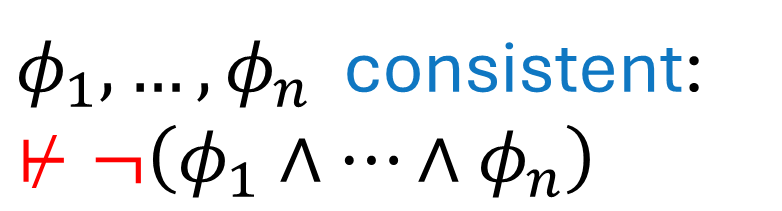 𝜙₁, … , 𝜙ₙ consistent:
⊬ ¬(𝜙₁ ∧ ⋯ ∧ 𝜙ₙ)